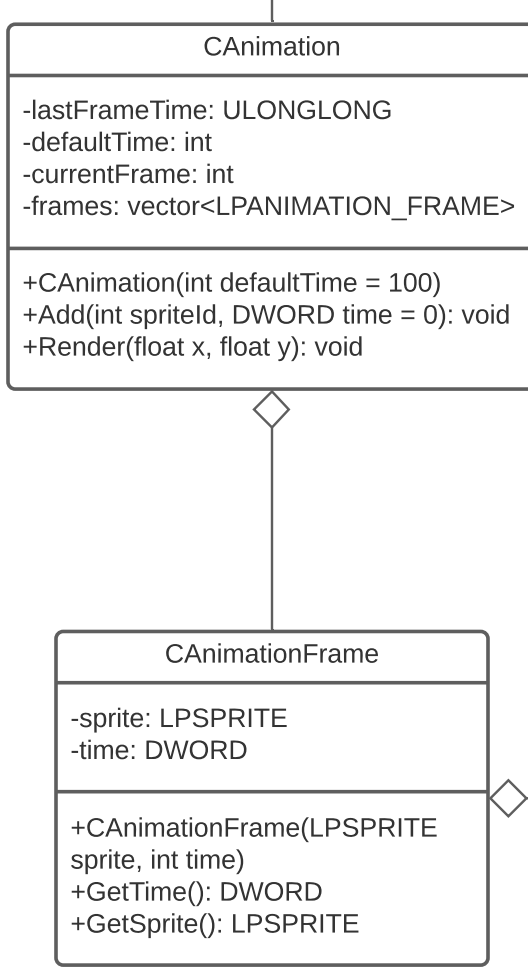 CAnimation
-lastFrameTime: ULONGLONG
-defaultTime: int
-currentFrame: int
-frames: vector<LPANIMATION_FRAME>
+CAnimation(int defaultTime = 100)
+Add(int spriteId, DWORD time = 0): void
+Render(float x, float y): void
CAnimationFrame
-sprite: LPSPRITE
-time: DWORD
+CAnimationFrame(LPSPRITE
sprite, int time)
+GetTime(): DWORD
+GetSprite(): LPSPRITE